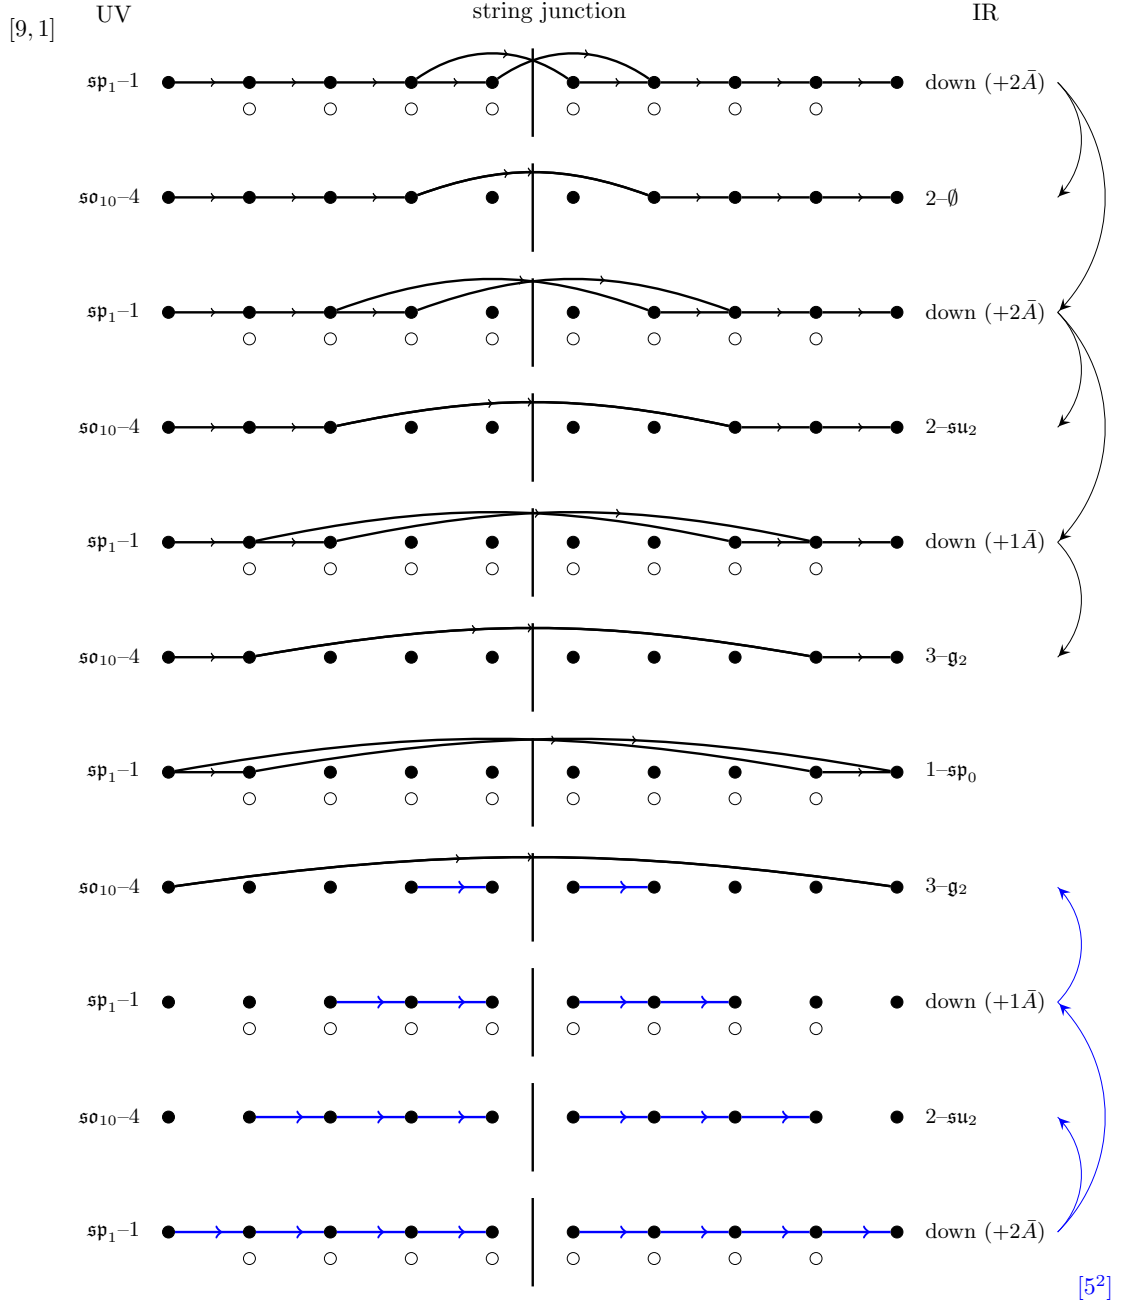 UV string junction IR
[9, 1]
𝔰𝔭₁–1 down (+2Ā)
𝔰𝔬₁₀–4 2–∅
𝔰𝔭₁–1 down (+2Ā)
𝔰𝔬₁₀–4 2–𝔰𝔲₂
𝔰𝔭₁–1 down (+1Ā)
𝔰𝔬₁₀–4 3–𝔤₂
𝔰𝔭₁–1 1–𝔰𝔭₀
𝔰𝔬₁₀–4 3–𝔤₂
𝔰𝔭₁–1 down (+1Ā)
𝔰𝔬₁₀–4 2–𝔰𝔲₂
𝔰𝔭₁–1 down (+2Ā)
[5²]